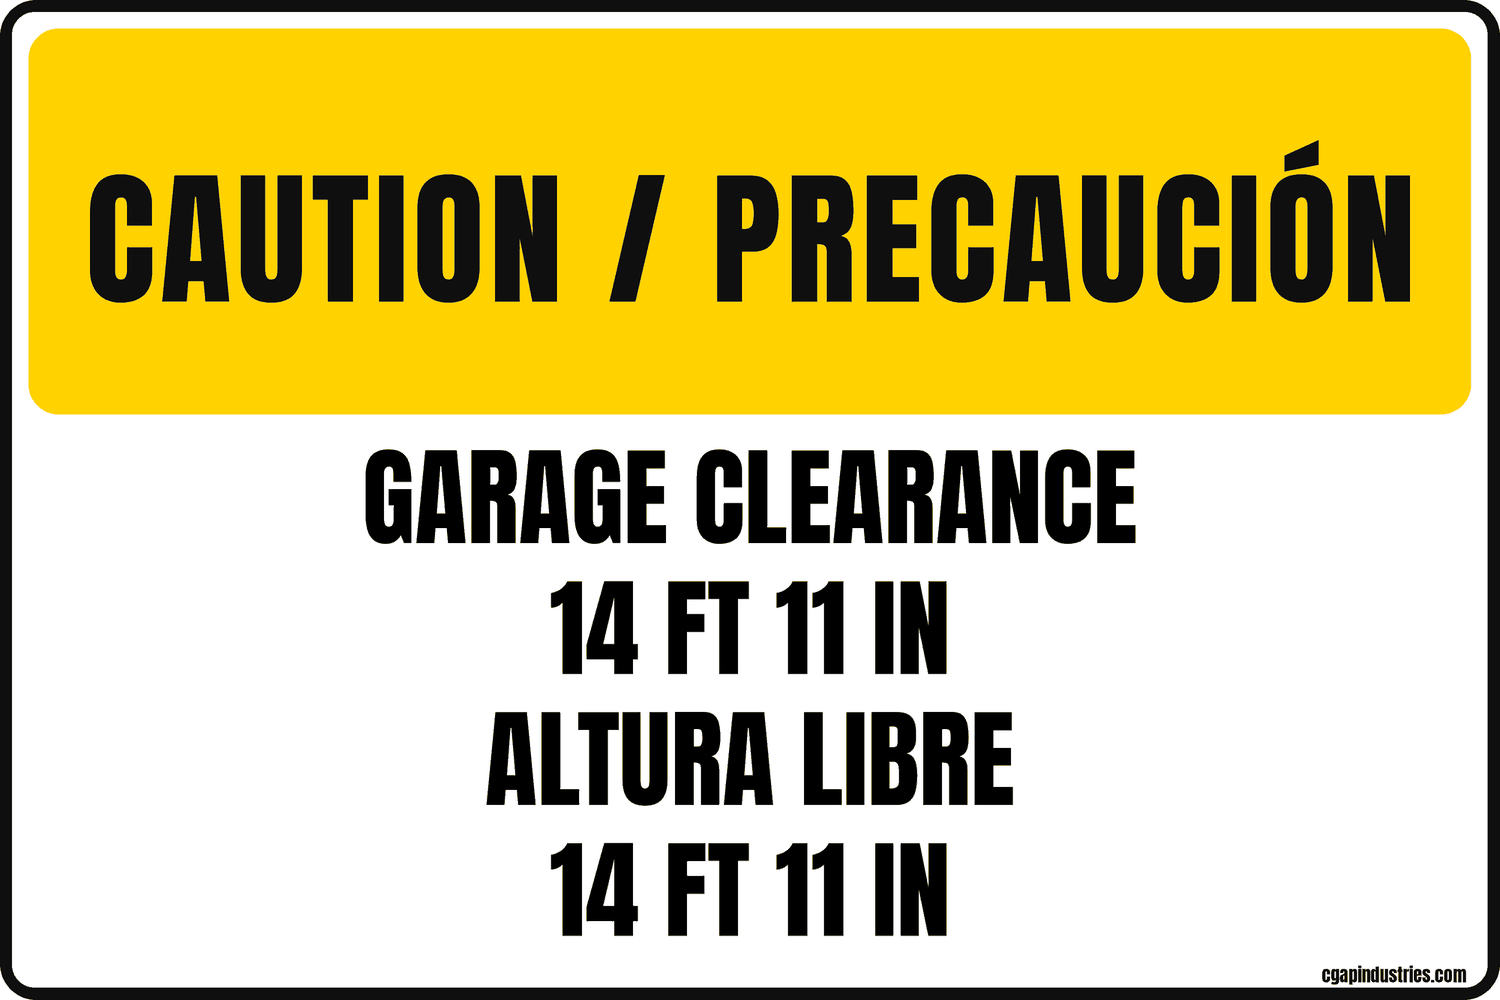 CAUTION / PRECAUCIÓN
GARAGE CLEARANCE
14 FT 11 IN
ALTURA LIBRE
14 FT 11 IN
cgapindustries.com